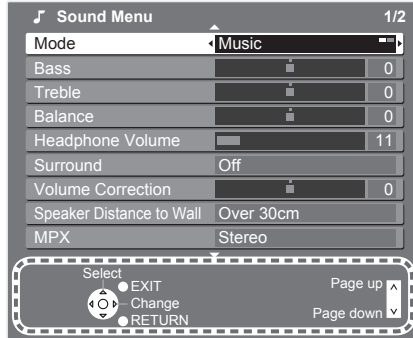 Sound Menu 1/2
Mode Music
Bass 0
Treble 0
Balance 0
Headphone Volume 11
Surround Off
Volume Correction 0
Speaker Distance to Wall Over 30cm
MPX Stereo
Select
EXIT
Change
RETURN
Page up
Page down